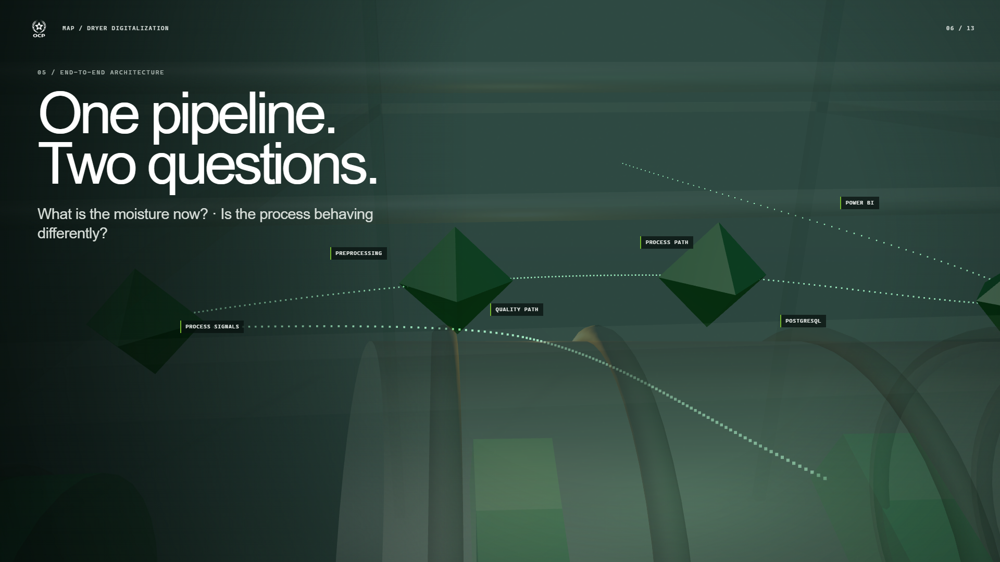 OCP
MAP / DRYER DIGITALIZATION
06 / 13
05 / END-TO-END ARCHITECTURE
One pipeline.
Two questions.
What is the moisture now? · Is the process behaving
differently?
POWER BI
PROCESS PATH
PREPROCESSING
QUALITY PATH
POSTGRESQL
PROCESS SIGNALS